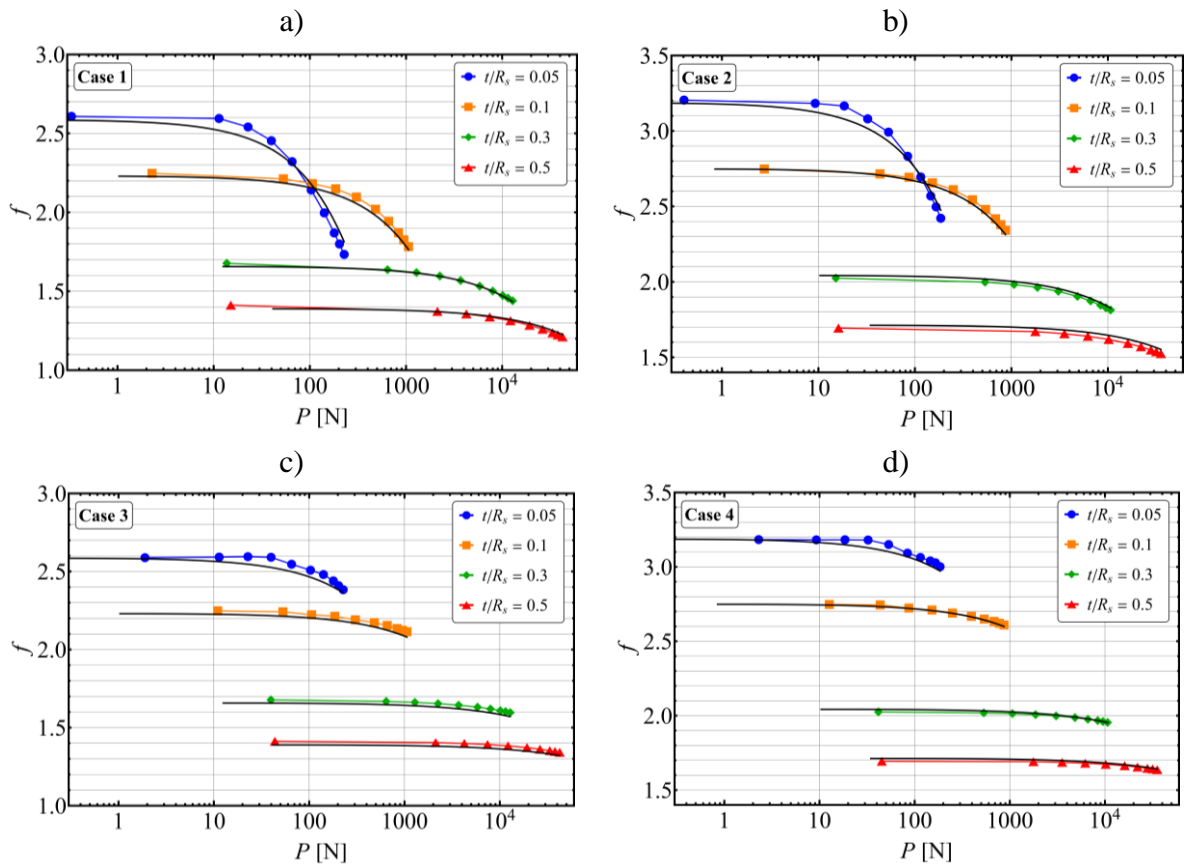 a)
Case 1
t/Rs = 0.05
t/Rs = 0.1
t/Rs = 0.3
t/Rs = 0.5
3.0
2.5
2.0
1.5
1.0
f
1
10
100
1000
10^4
P [N]
b)
Case 2
t/Rs = 0.05
t/Rs = 0.1
t/Rs = 0.3
t/Rs = 0.5
3.5
3.0
2.5
2.0
1.5
f
1
10
100
1000
10^4
P [N]
c)
Case 3
t/Rs = 0.05
t/Rs = 0.1
t/Rs = 0.3
t/Rs = 0.5
3.0
2.5
2.0
1.5
1.0
f
1
10
100
1000
10^4
P [N]
d)
Case 4
t/Rs = 0.05
t/Rs = 0.1
t/Rs = 0.3
t/Rs = 0.5
3.5
3.0
2.5
2.0
1.5
f
1
10
100
1000
10^4
P [N]